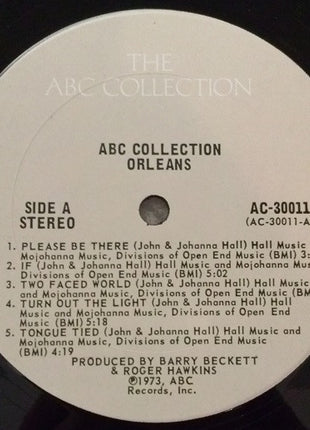 THE
ABC COLLECTION
ABC COLLECTION
ORLEANS
SIDE A
STEREO
AC-30011
(AC-30011-A
1. PLEASE BE THERE (John & Johanna Hall) Hall Music
Mojohanna Music, Divisions of Open End Music (BMI) 3:
2. IF (John & Johanna Hall) Hall Music and Mojohanna
Music, Divisions of Open End Music (BMI) 5:02
3. TWO FACED WORLD (John & Johanna Hall) Hall Music
and Mojohanna Music, Divisions of Open End Music (BMI)
4. TURN OUT THE LIGHT (John & Johanna Hall) Hall Music
and Mojohanna Music, Divisions of Open End Music
(BMI) 5:18
5. TONGUE TIED (John & Johanna Hall) Hall Music and
Mojohanna Music, Divisions of Open End Music
(BMI) 4:19
PRODUCED BY BARRY BECKETT
& ROGER HAWKINS
℗1973, ABC
Records, Inc.